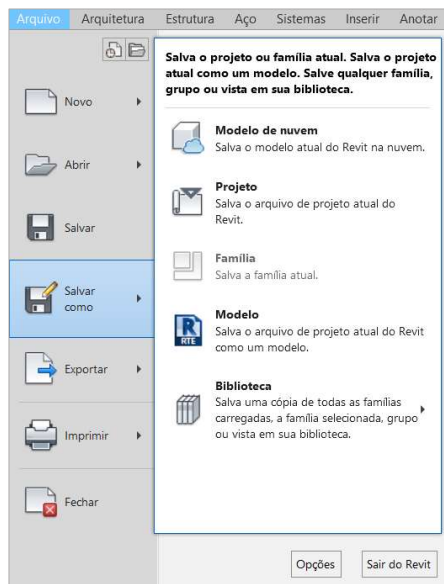 Arquivo Arquitetura Estrutura Aço Sistemas Inserir Anotar
Novo
Abrir
Salvar
Salvar
como
Exportar
Imprimir
Fechar
Salva o projeto ou família atual. Salva o projeto
atual como um modelo. Salve qualquer família,
grupo ou vista em sua biblioteca.
Modelo de nuvem
Salva o modelo atual do Revit na nuvem.
Projeto
Salva o arquivo de projeto atual do
Revit.
Família
Salva a família atual.
R
RTE
Modelo
Salva o arquivo de projeto atual do Revit
como um modelo.
Biblioteca
Salva uma cópia de todas as famílias
carregadas, a família selecionada, grupo
ou vista em sua biblioteca.
Opções Sair do Revit